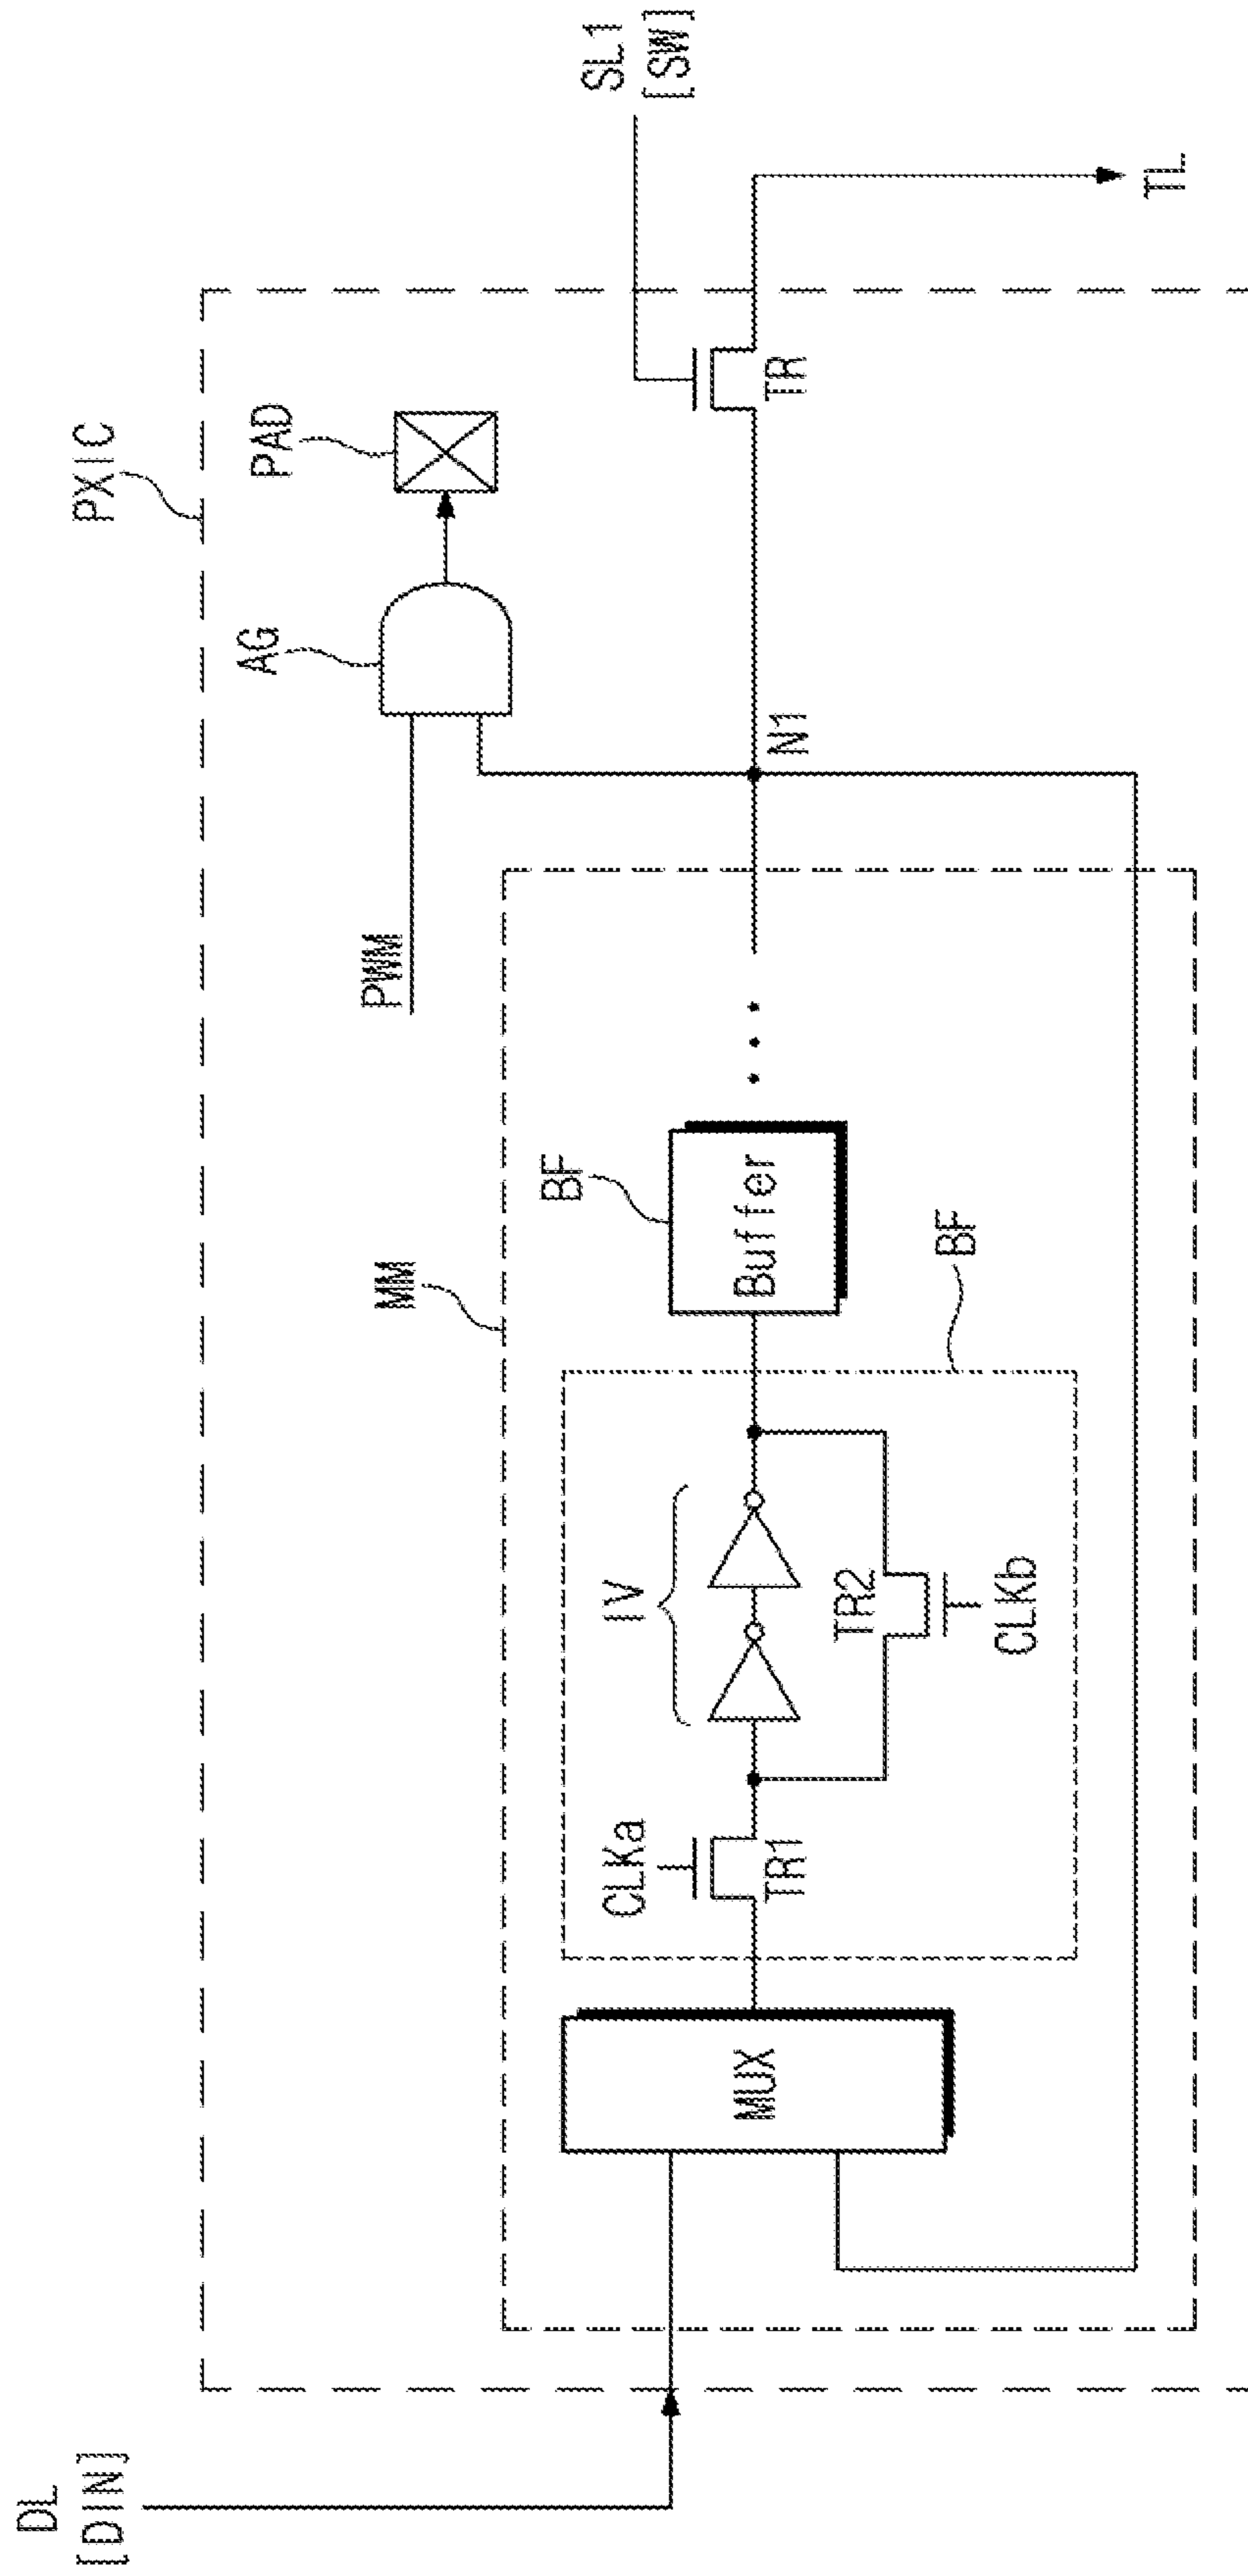 PXIC
PAD
AG
SL1
[SW]
PWM
TR
TL
N1
MM
BF
Buffer
BF
IV
CLKa
TR1
TR2
CLKb
MUX
DL
[DIN]